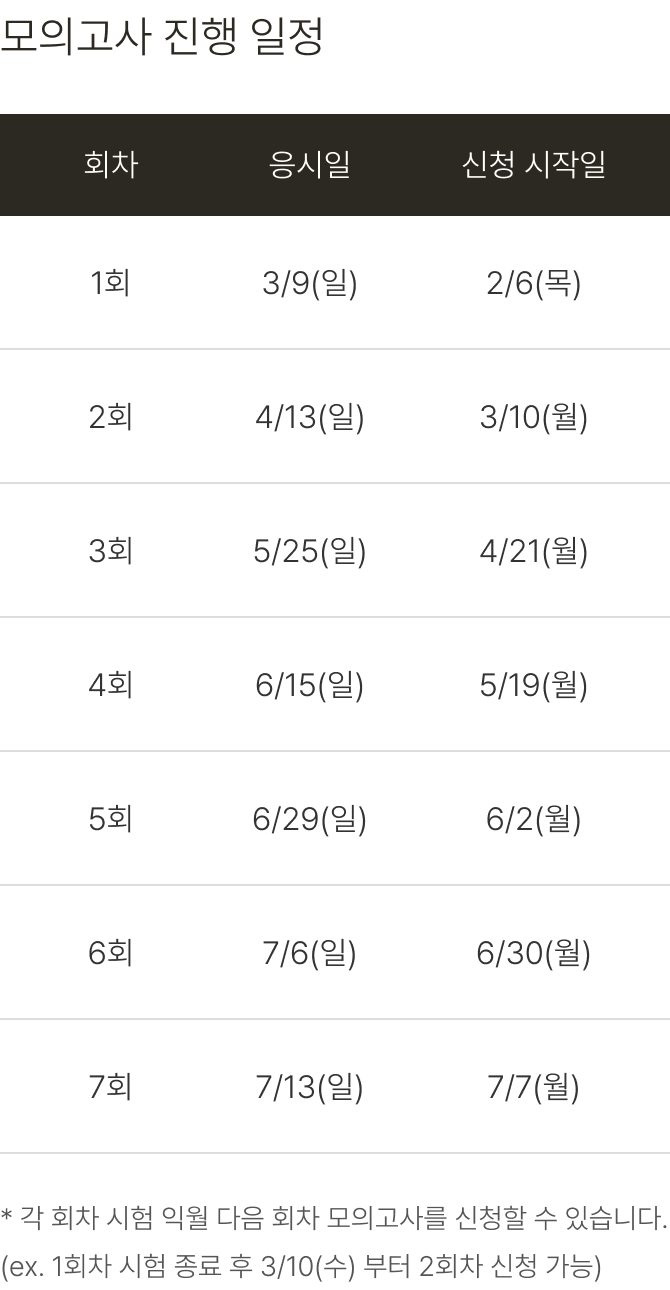 모의고사 진행 일정
회차 응시일 신청 시작일
1회 3/9(일) 2/6(목)
2회 4/13(일) 3/10(월)
3회 5/25(일) 4/21(월)
4회 6/15(일) 5/19(월)
5회 6/29(일) 6/2(월)
6회 7/6(일) 6/30(월)
7회 7/13(일) 7/7(월)
* 각 회차 시험 익월 다음 회차 모의고사를 신청할 수 있습니다.
(ex. 1회차 시험 종료 후 3/10(수) 부터 2회차 신청 가능)